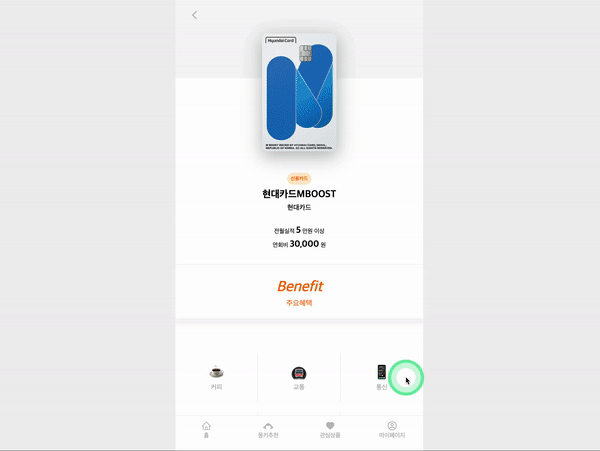 Hyundai Card
M BOOST ISSUED BY HYUNDAI CARD, SEOUL,
REPUBLIC OF KOREA. (C) ALL RIGHTS RESERVED.
신용카드
현대카드MBOOST
현대카드
전월실적 5 만원 이상
연회비 30,000 원
Benefit
주요혜택
커피
교통
통신
홈
동키추천
관심상품
마이페이지